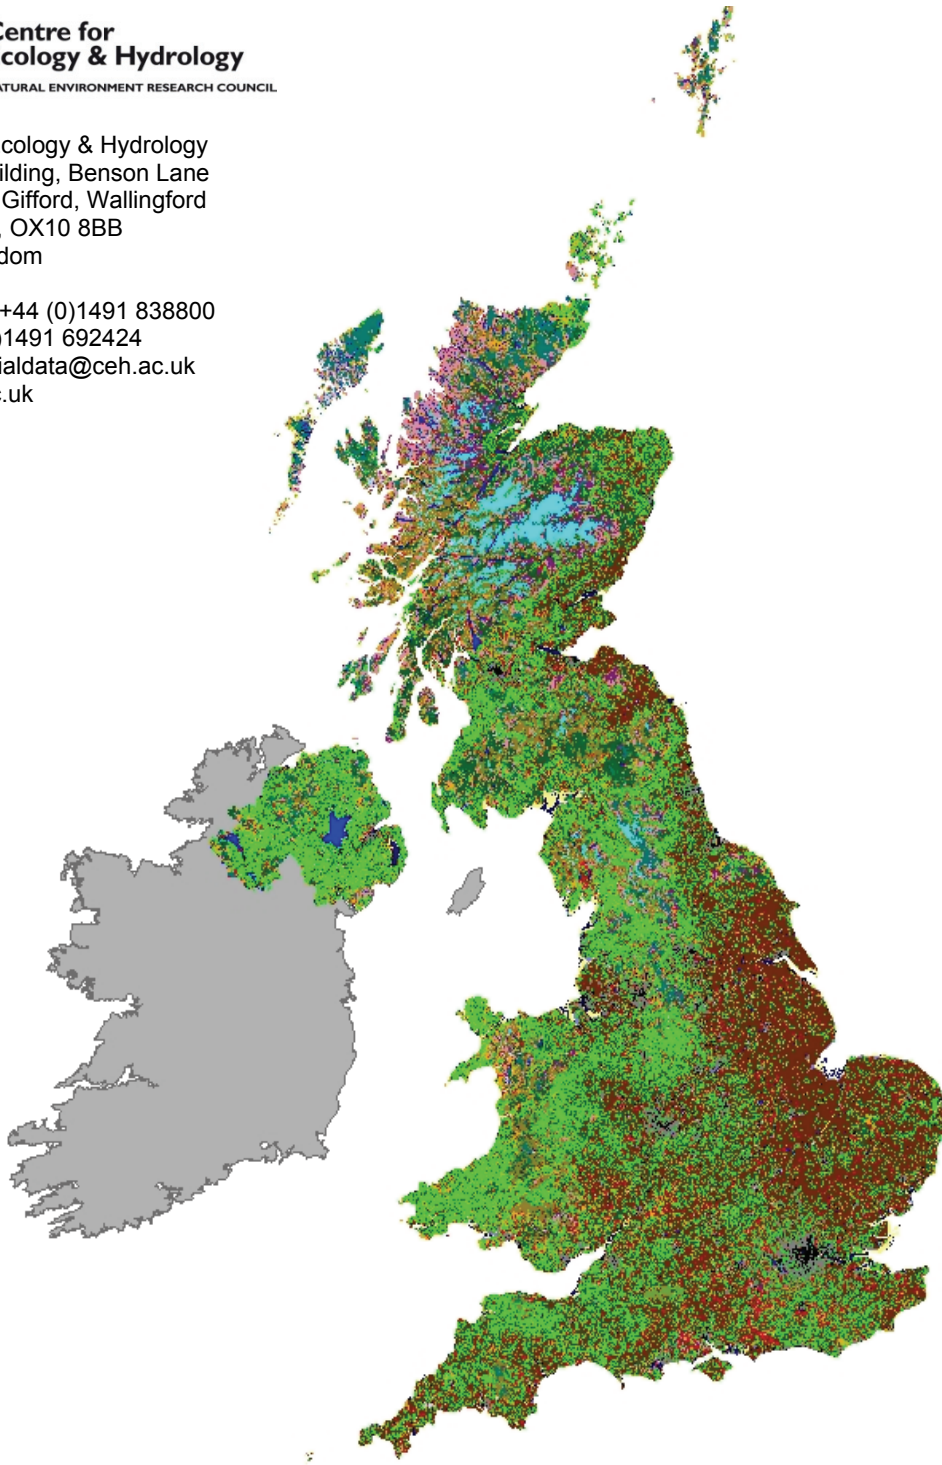 entre for
cology & Hydrology
ATURAL ENVIRONMENT RESEARCH COUNCIL
cology & Hydrology
ilding, Benson Lane
Gifford, Wallingford
, OX10 8BB
dom
+44 (0)1491 838800
)1491 692424
ialdata@ceh.ac.uk
c.uk